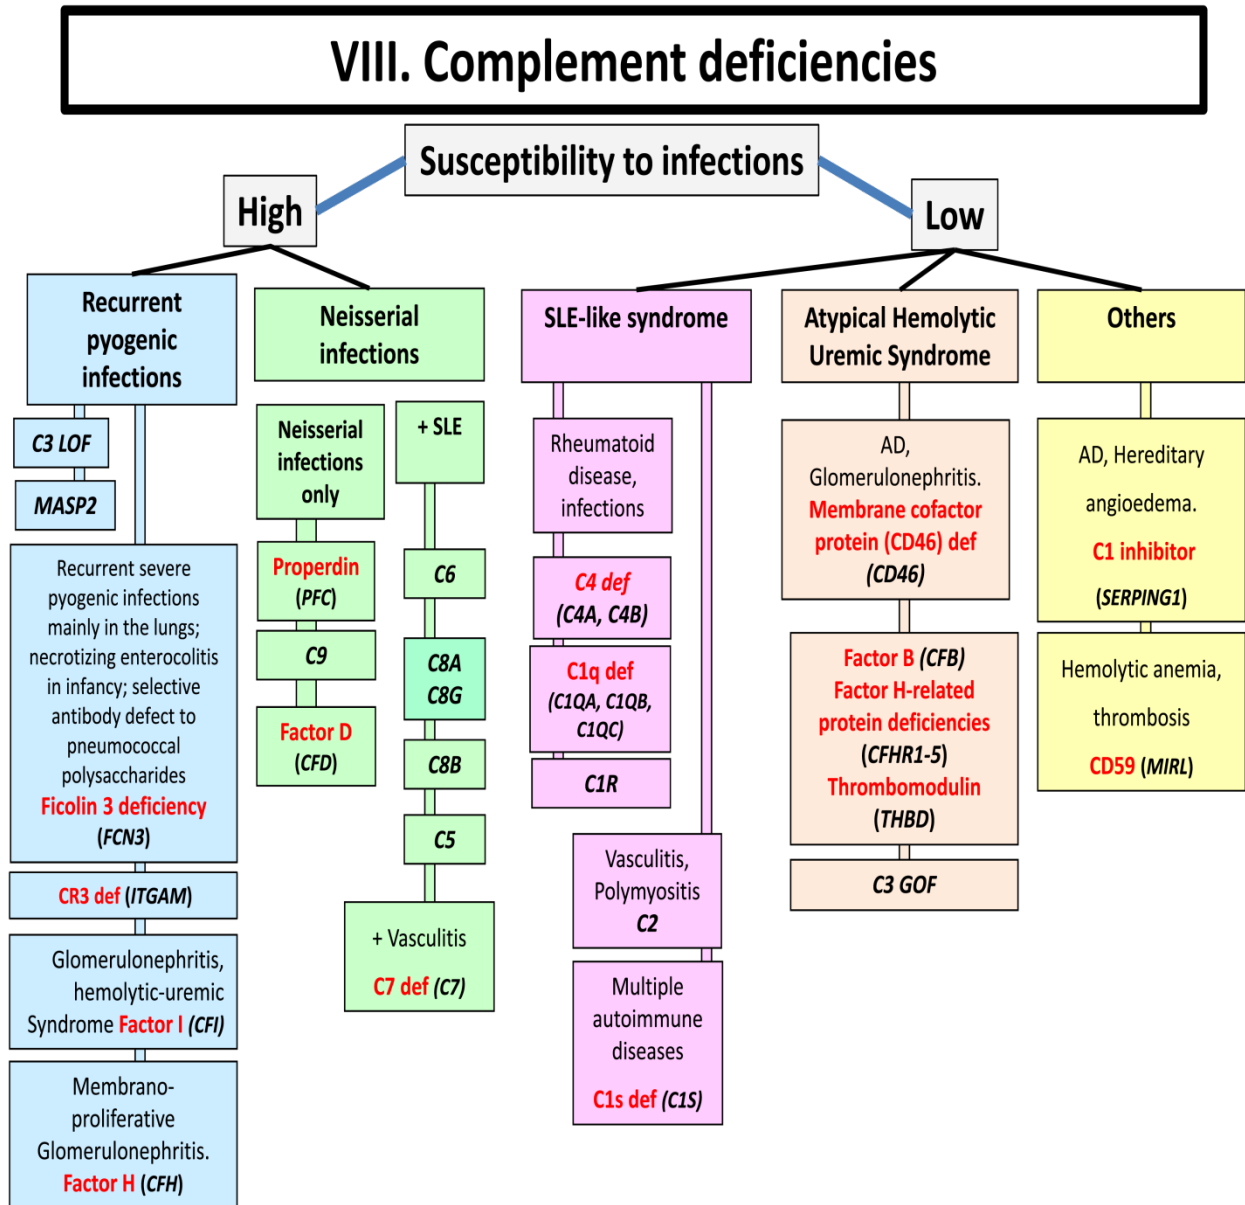 VIII. Complement deficiencies
Susceptibility to infections
High
Low
Recurrent
pyogenic
infections
C3 LOF
MASP2
Recurrent severe
pyogenic infections
mainly in the lungs;
necrotizing enterocolitis
in infancy; selective
antibody defect to
pneumococcal
polysaccharides
Ficolin 3 deficiency
(FCN3)
CR3 def (ITGAM)
Glomerulonephritis,
hemolytic-uremic
Syndrome Factor I (CFI)
Membrano-
proliferative
Glomerulonephritis.
Factor H (CFH)
Neisserial
infections
Neisserial
infections
only
Properdin
(PFC)
C9
Factor D
(CFD)
+ SLE
C6
C8A
C8G
C8B
C5
+ Vasculitis
C7 def (C7)
SLE-like syndrome
Rheumatoid
disease,
infections
C4 def
(C4A, C4B)
C1q def
(C1QA, C1QB,
C1QC)
C1R
Vasculitis,
Polymyositis
C2
Multiple
autoimmune
diseases
C1s def (C1S)
Atypical Hemolytic
Uremic Syndrome
AD,
Glomerulonephritis.
Membrane cofactor
protein (CD46) def
(CD46)
Factor B (CFB)
Factor H-related
protein deficiencies
(CFHR1-5)
Thrombomodulin
(THBD)
C3 GOF
Others
AD, Hereditary
angioedema.
C1 inhibitor
(SERPING1)
Hemolytic anemia,
thrombosis
CD59 (MIRL)